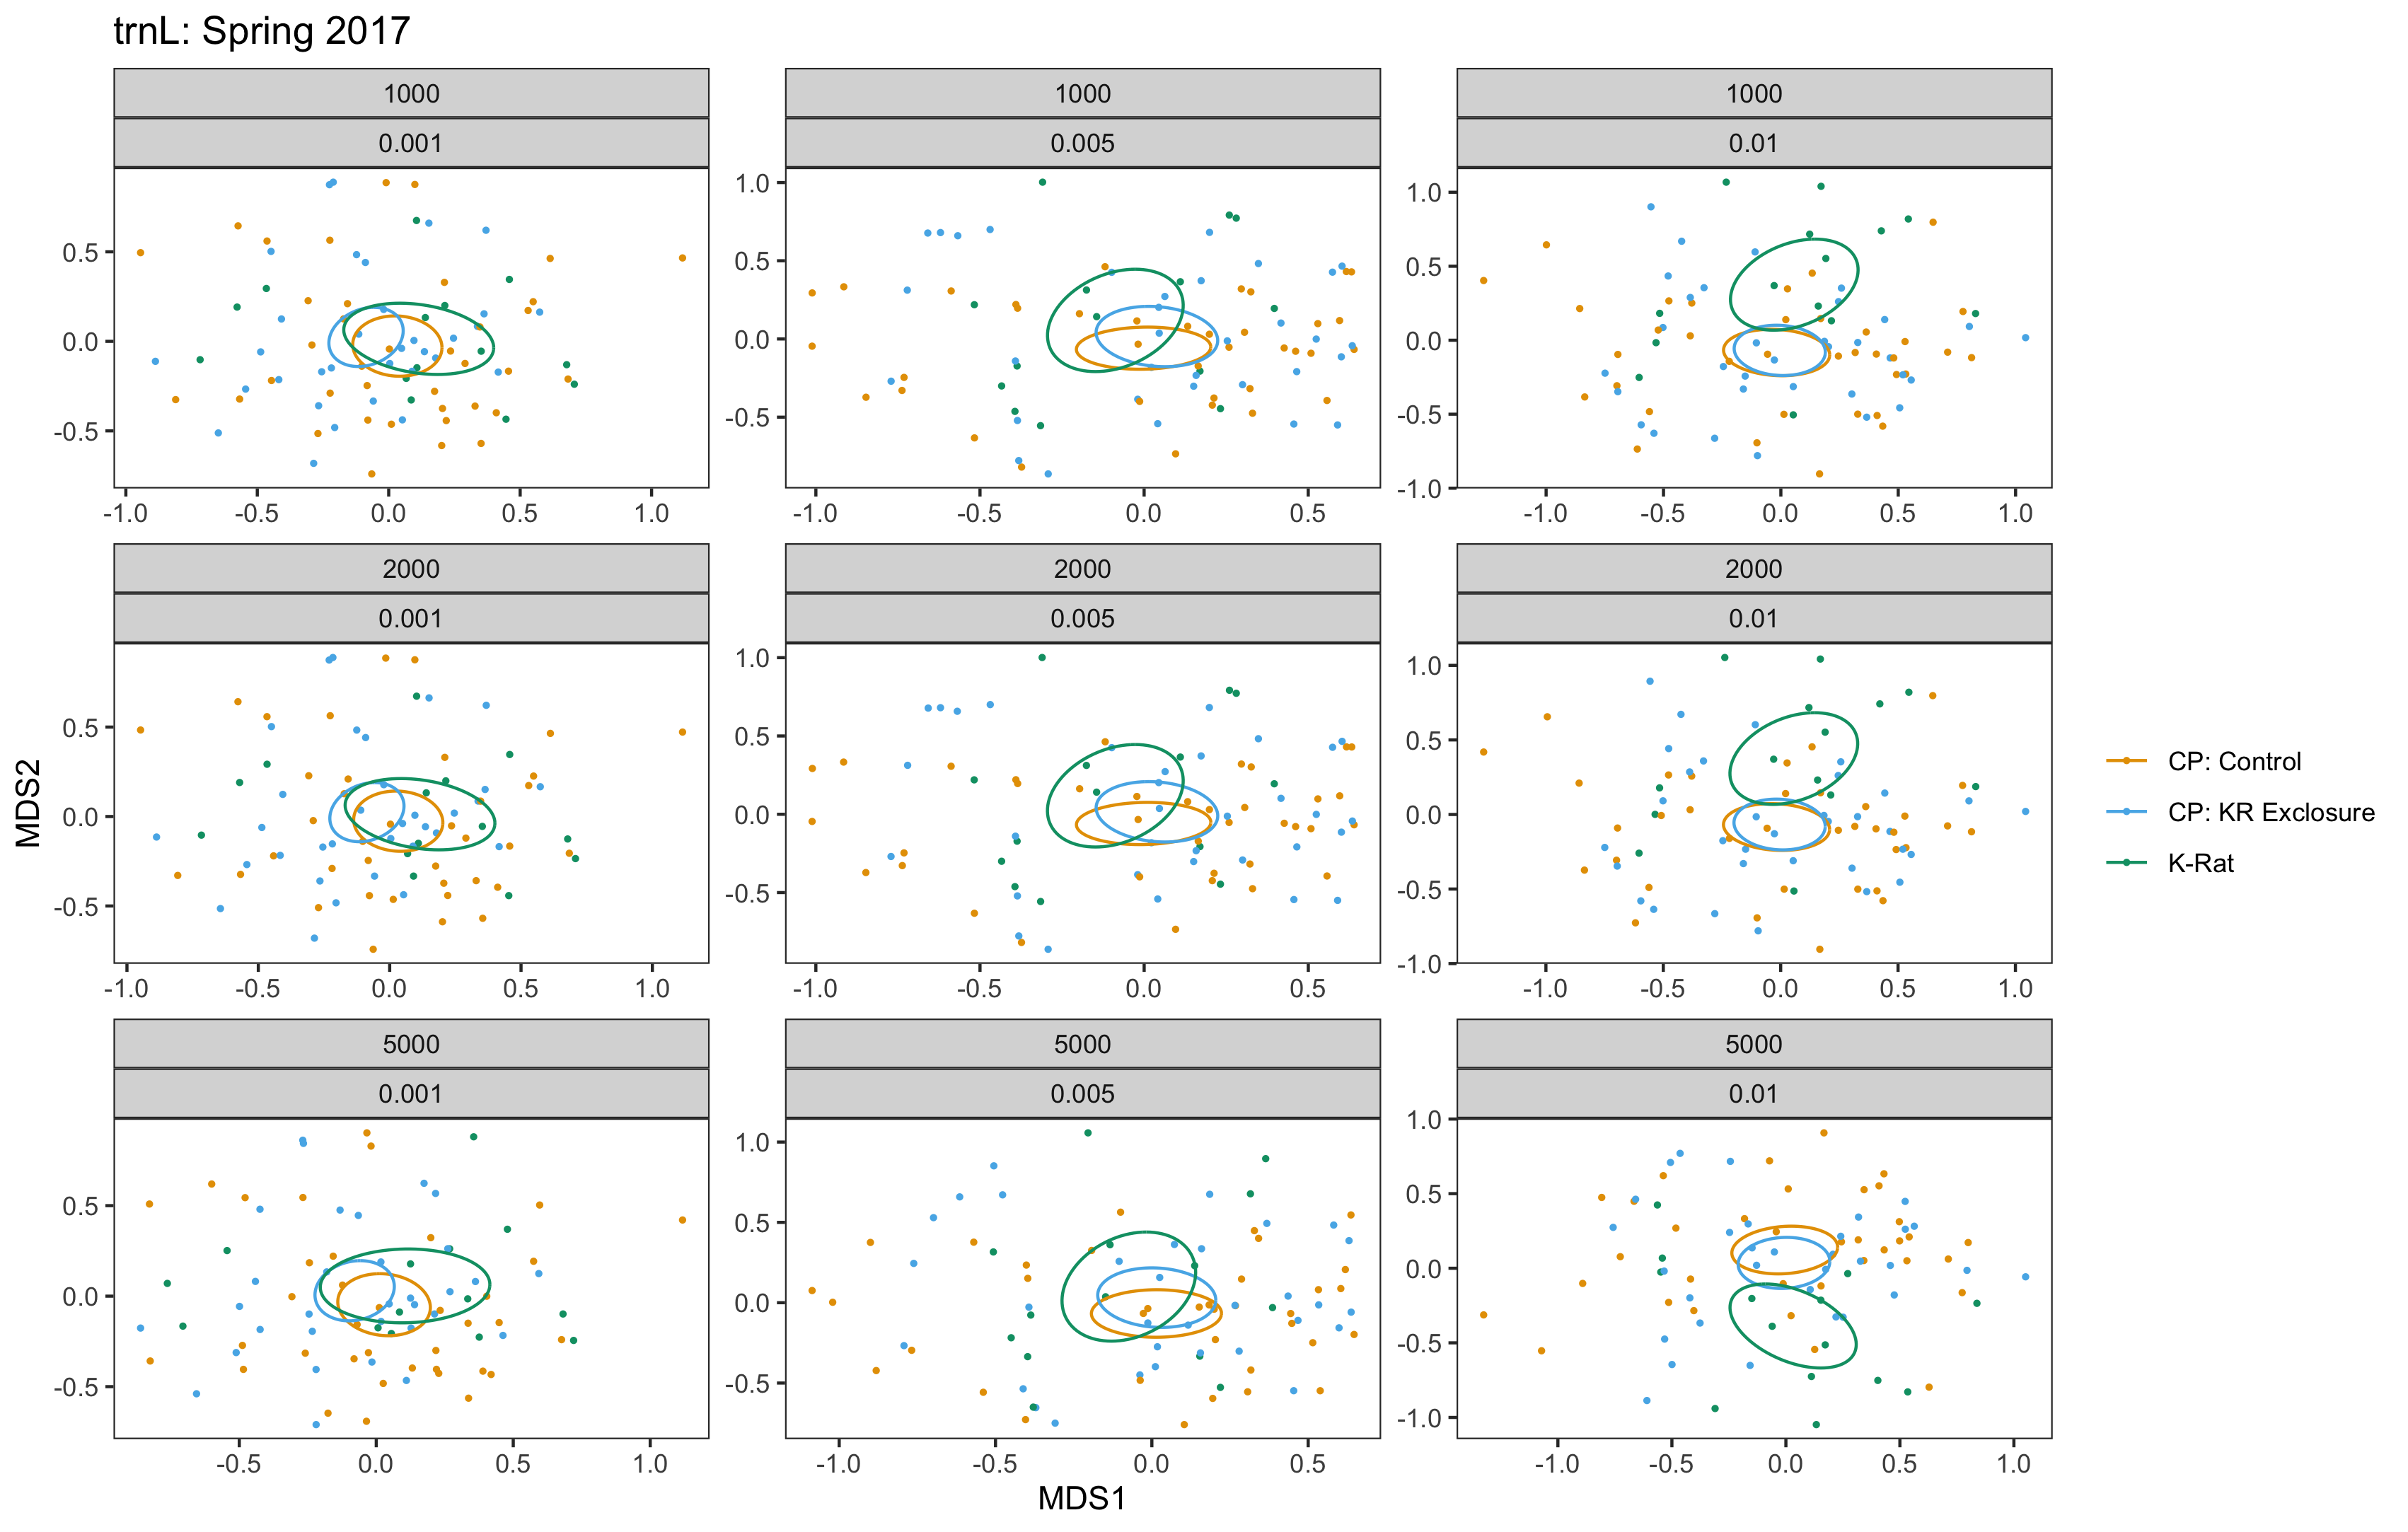 trnL: Spring 2017
1000 1000 1000
0.001 0.005 0.01
0.5 0.0 -0.5
1.0 0.5 0.0 -0.5
1.0 0.5 0.0 -0.5 -1.0
-1.0 -0.5 0.0 0.5 1.0
-1.0 -0.5 0.0 0.5
-1.0 -0.5 0.0 0.5 1.0
2000 2000 2000
0.001 0.005 0.01
0.5 0.0 -0.5
1.0 0.5 0.0 -0.5
1.0 0.5 0.0 -0.5 -1.0
-1.0 -0.5 0.0 0.5 1.0
-1.0 -0.5 0.0 0.5
-1.0 -0.5 0.0 0.5 1.0
MDS2
CP: Control
CP: KR Exclosure
K-Rat
5000 5000 5000
0.001 0.005 0.01
0.5 0.0 -0.5
1.0 0.5 0.0 -0.5
1.0 0.5 0.0 -0.5 -1.0
-0.5 0.0 0.5 1.0
-1.0 -0.5 0.0 0.5
-1.0 -0.5 0.0 0.5 1.0
MDS1